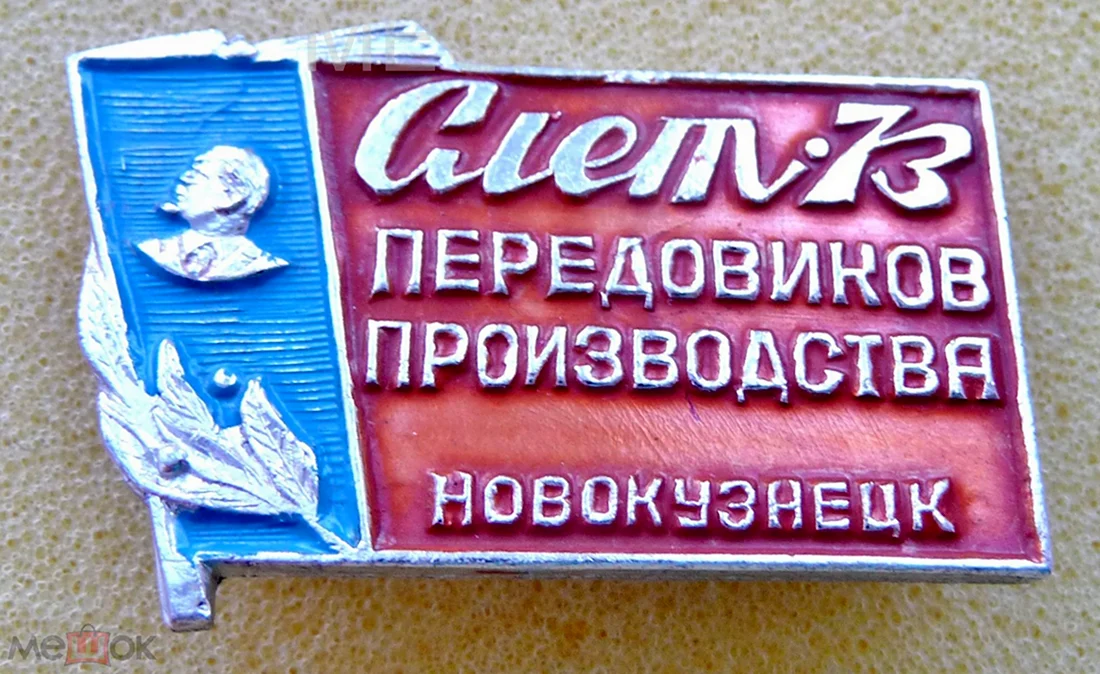 Слет·73
ПЕРЕДОВИКОВ
ПРОИЗВОДСТВА
НОВОКУЗНЕЦК
МЕШОК